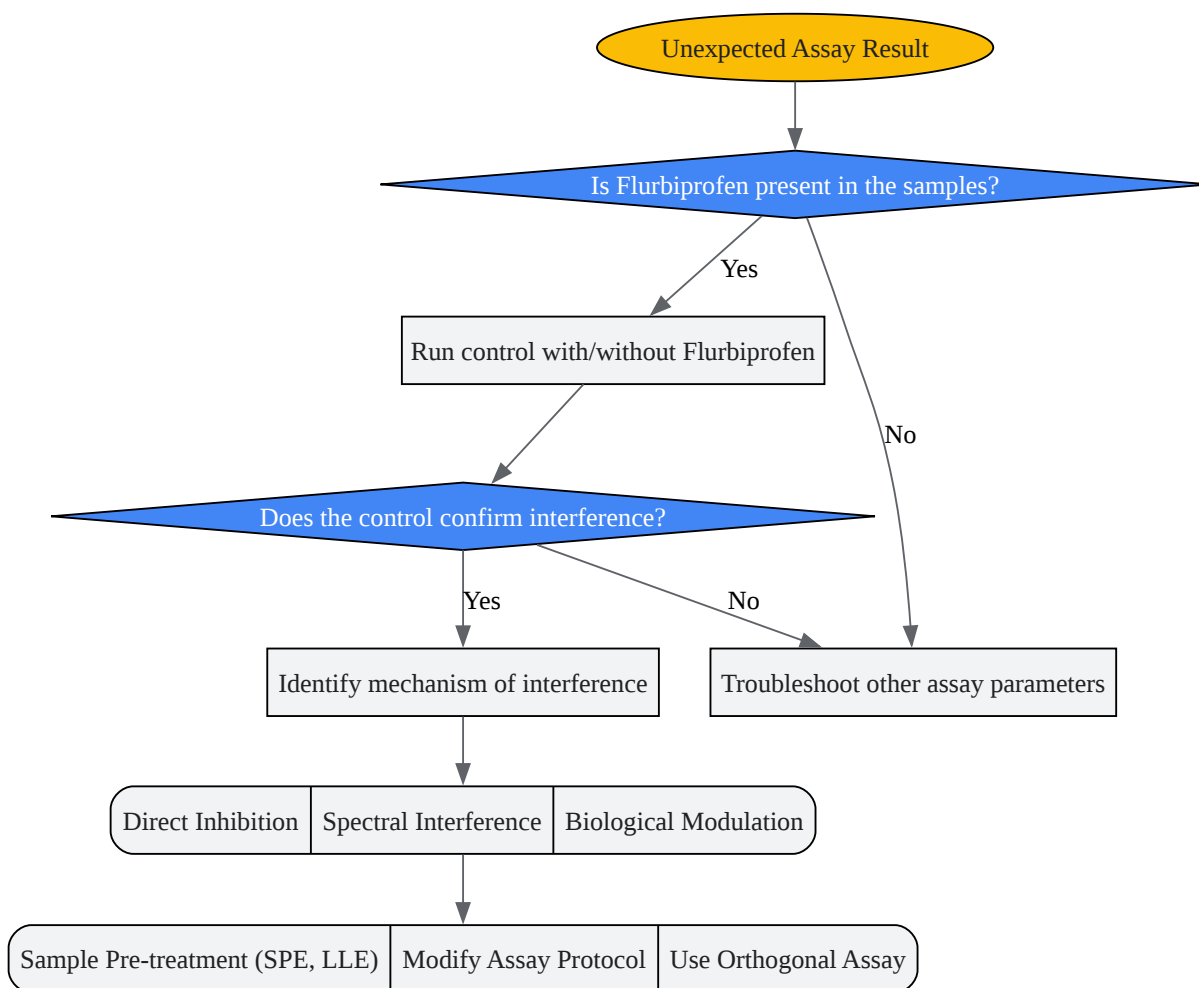 Unexpected Assay Result
Is Flurbiprofen present in the samples?
Yes
Run control with/without Flurbiprofen
No
Does the control confirm interference?
Yes
No
Identify mechanism of interference
Troubleshoot other assay parameters
Direct Inhibition
Spectral Interference
Biological Modulation
Sample Pre-treatment (SPE, LLE)
Modify Assay Protocol
Use Orthogonal Assay